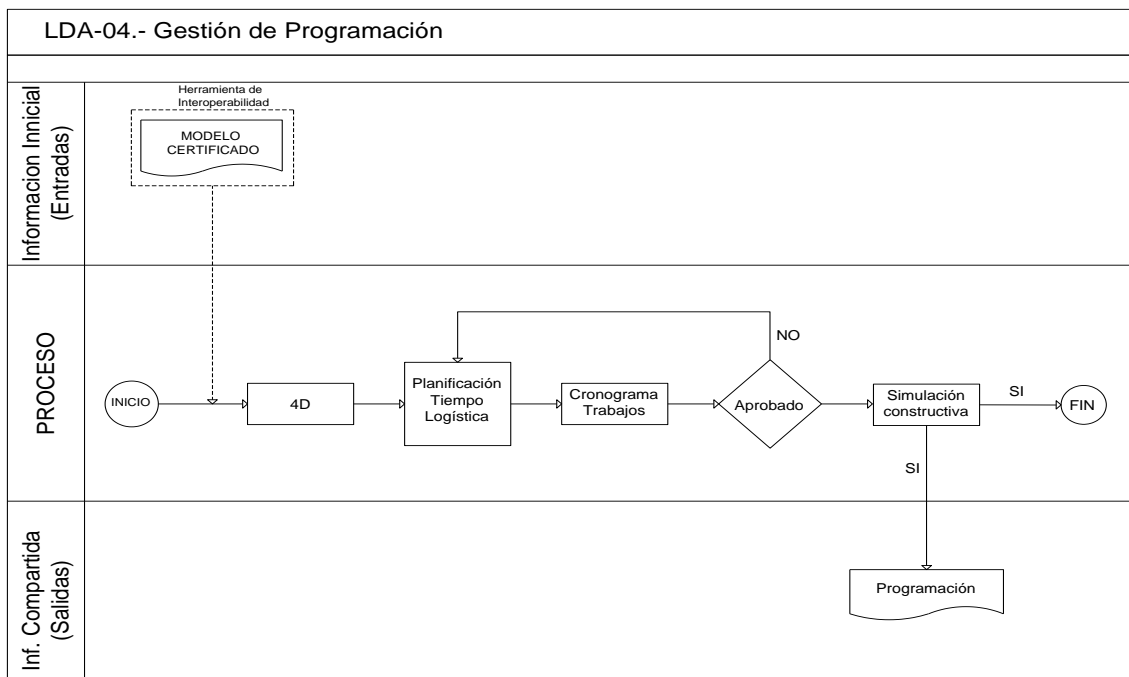 LDA-04.- Gestión de Programación
Informacion Innicial
(Entradas)
Herramienta de
Interoperabilidad
MODELO
CERTIFICADO
PROCESO
INICIO
4D
Planificación
Tiempo
Logística
Cronograma
Trabajos
Aprobado
NO
Simulación
constructiva
SI
FIN
SI
Inf. Compartida
(Salidas)
Programación